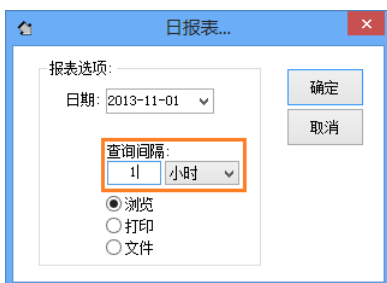 日报表...
报表选项:
日期: 2013-11-01
确定
取消
查询间隔:
1 小时
浏览
打印
文件